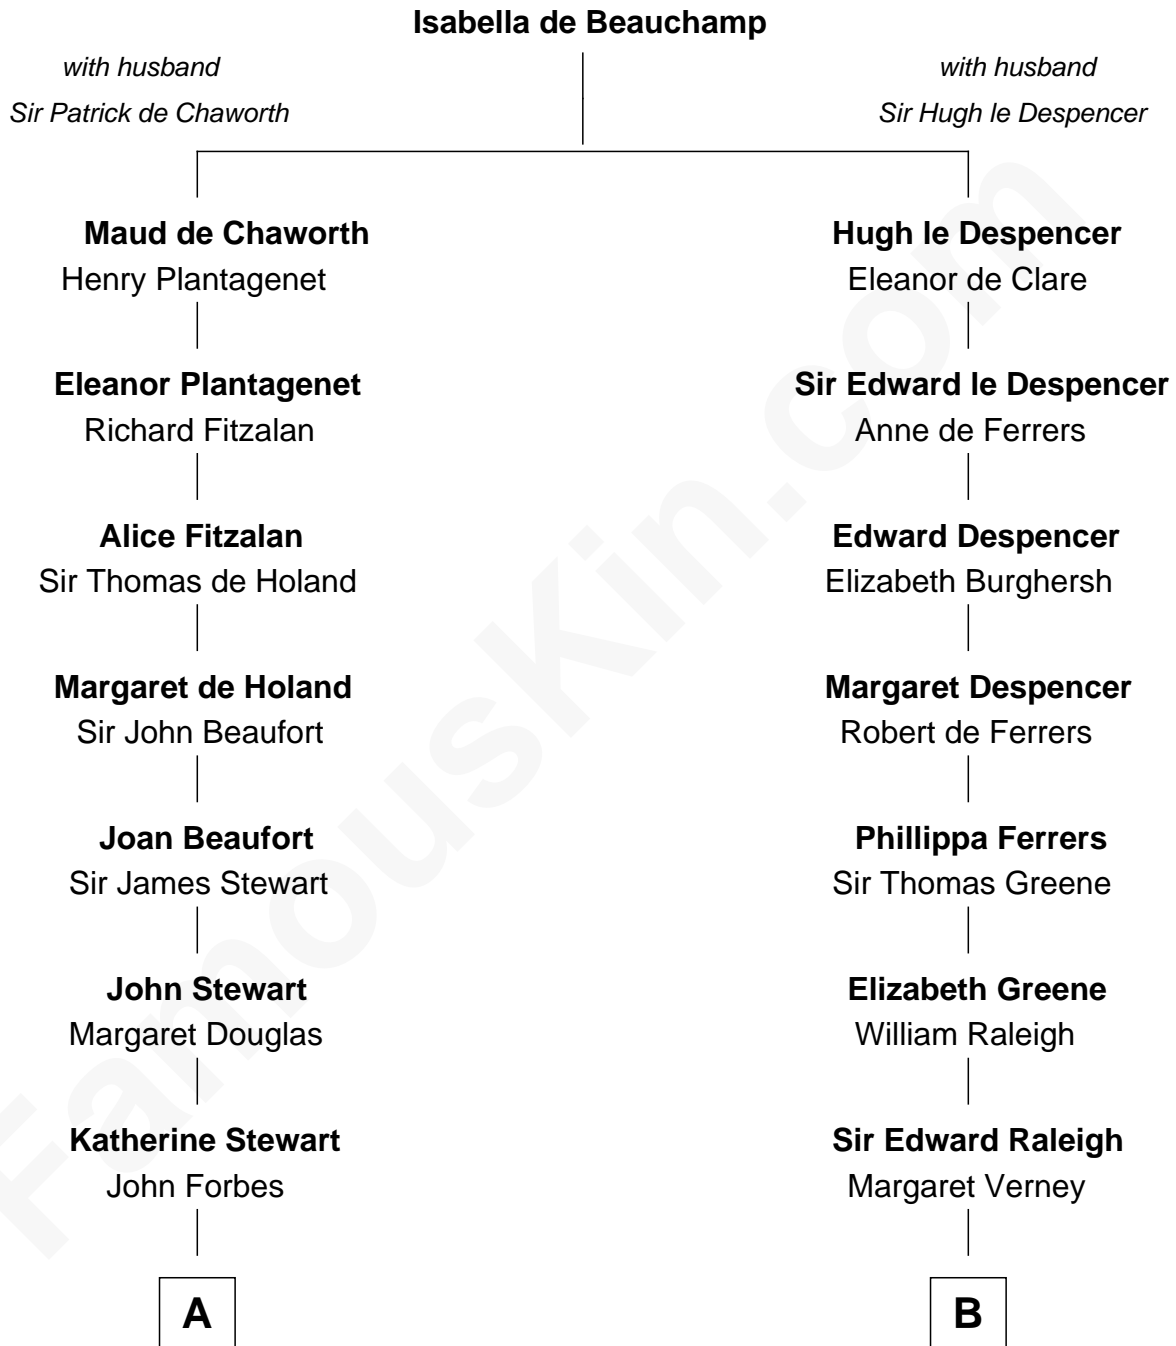 Isabella de Beauchamp
with husband
Sir Patrick de Chaworth
with husband
Sir Hugh le Despencer
Maud de Chaworth
Henry Plantagenet
Hugh le Despencer
Eleanor de Clare
Eleanor Plantagenet
Richard Fitzalan
Sir Edward le Despencer
Anne de Ferrers
Alice Fitzalan
Sir Thomas de Holand
Edward Despencer
Elizabeth Burghersh
Margaret de Holand
Sir John Beaufort
Margaret Despencer
Robert de Ferrers
Joan Beaufort
Sir James Stewart
Phillippa Ferrers
Sir Thomas Greene
John Stewart
Margaret Douglas
Elizabeth Greene
William Raleigh
Katherine Stewart
John Forbes
Sir Edward Raleigh
Margaret Verney
A
B
FamousKin.com